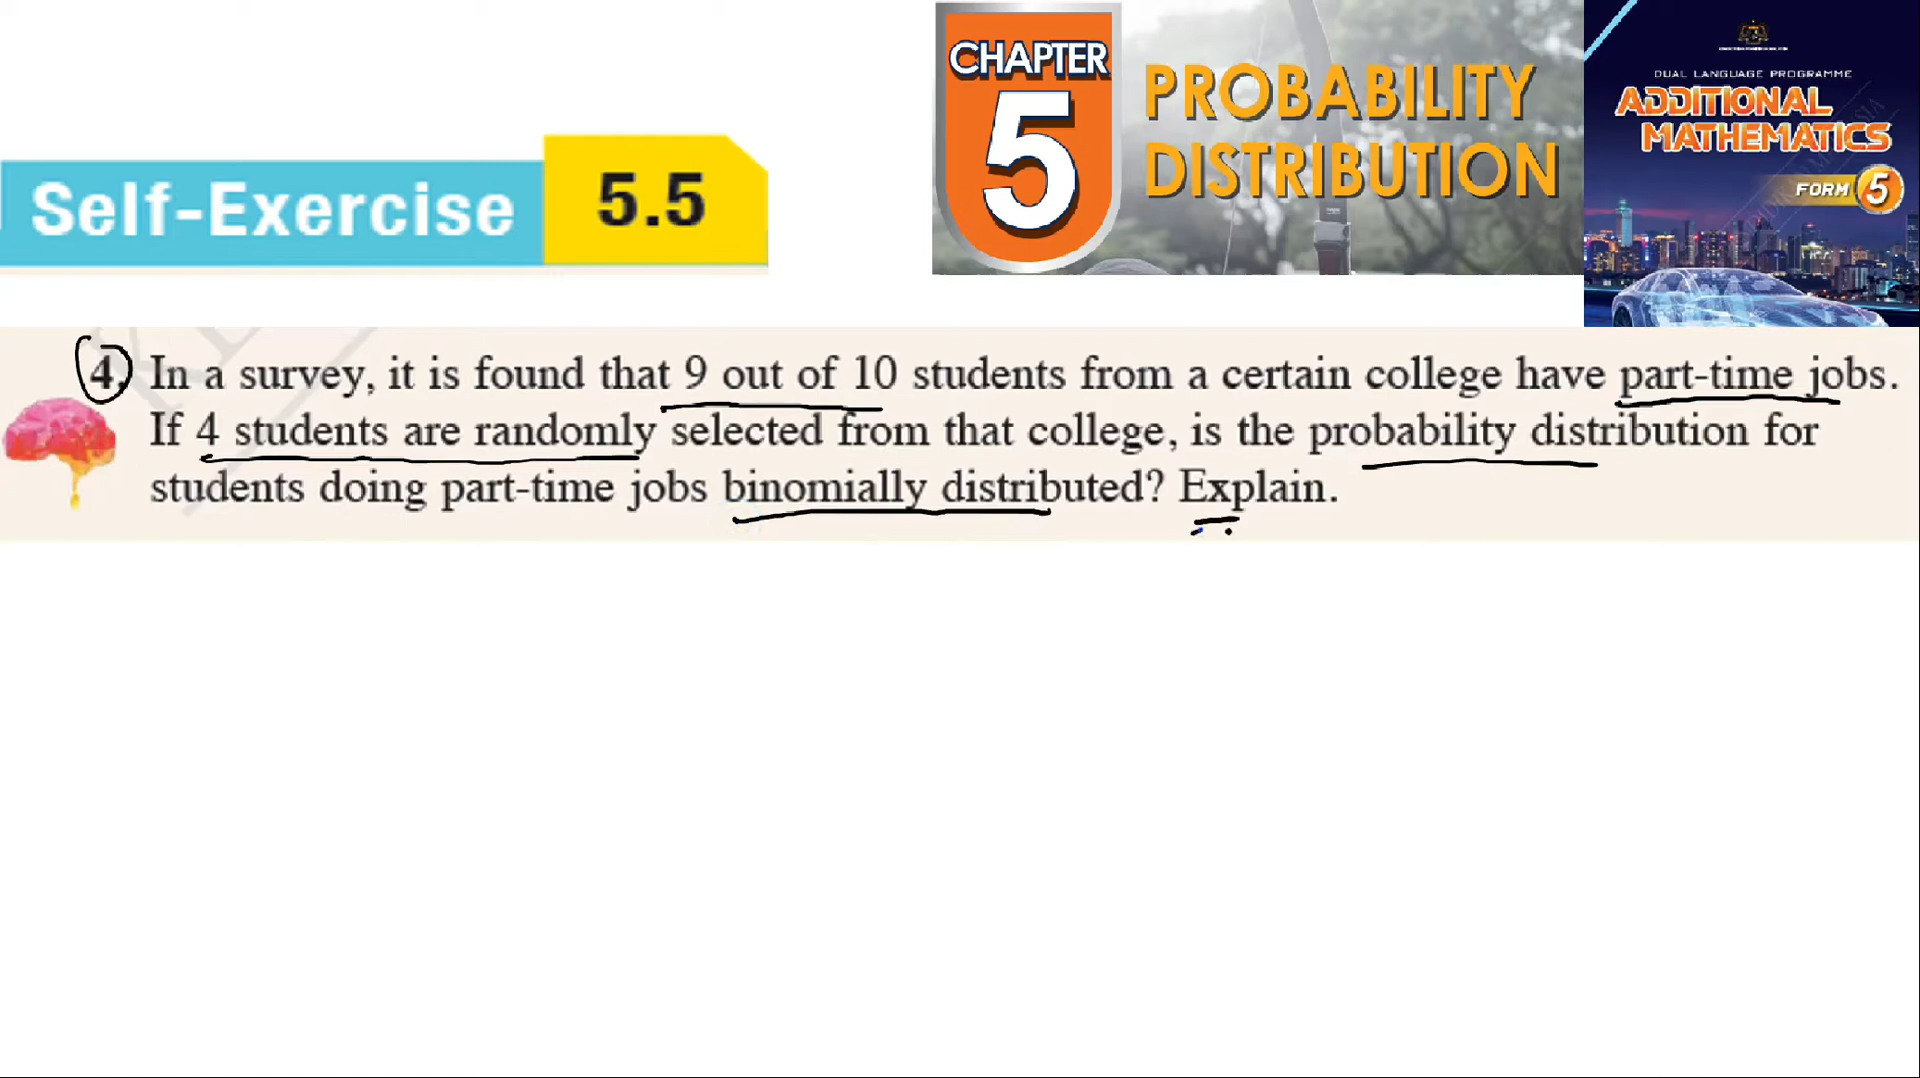 CHAPTER
5
PROBABILITY
DISTRIBUTION
DUAL LANGUAGE PROGRAMME
ADDITIONAL
MATHEMATICS
FORM 5
Self-Exercise 5.5
4. In a survey, it is found that 9 out of 10 students from a certain college have part-time jobs.
If 4 students are randomly selected from that college, is the probability distribution for
students doing part-time jobs binomially distributed? Explain.